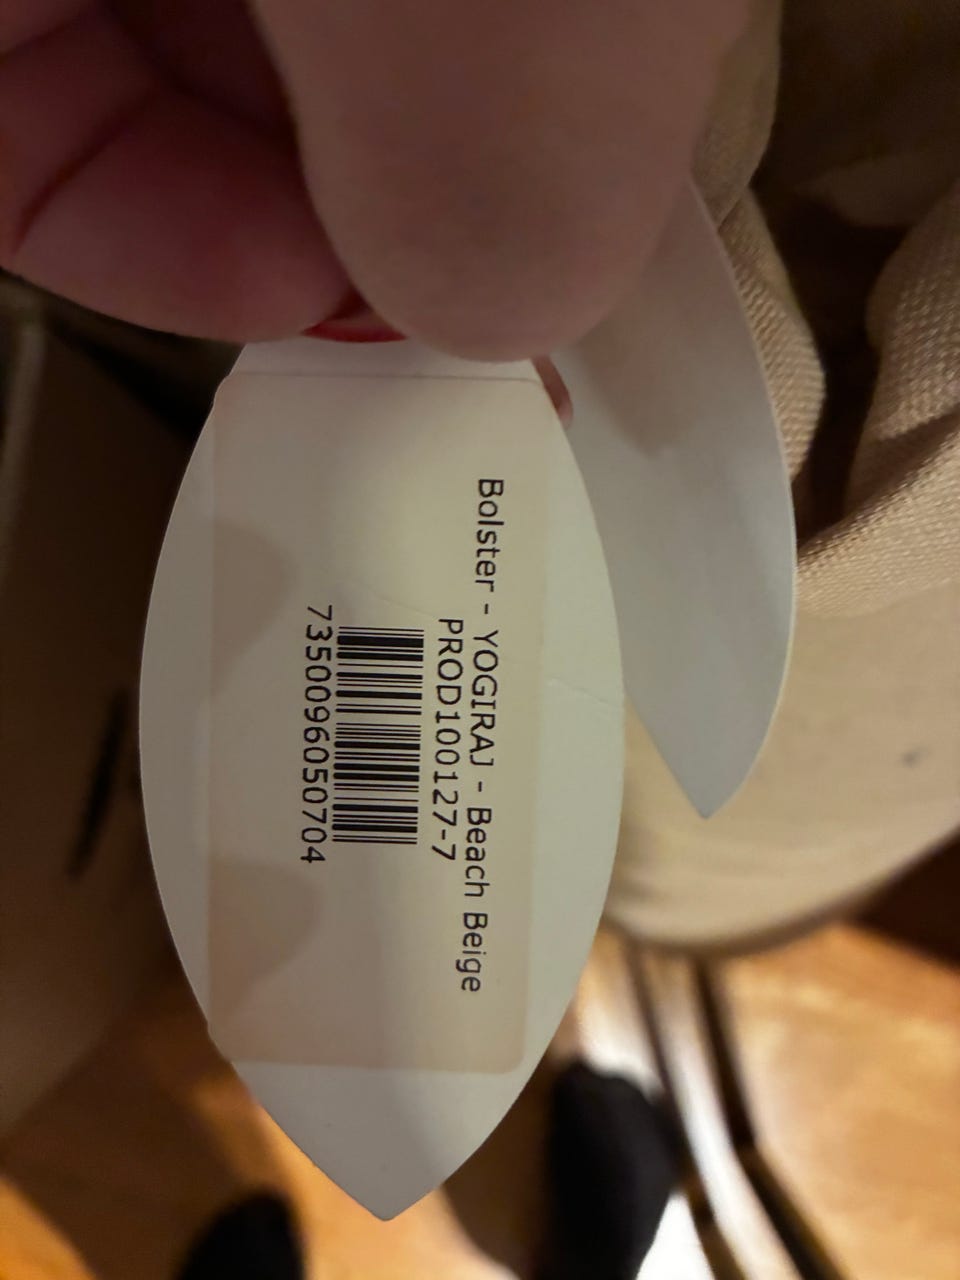 Bolster - YOGIRAJ - Beach Beige
PROD100127-7
7350096050704